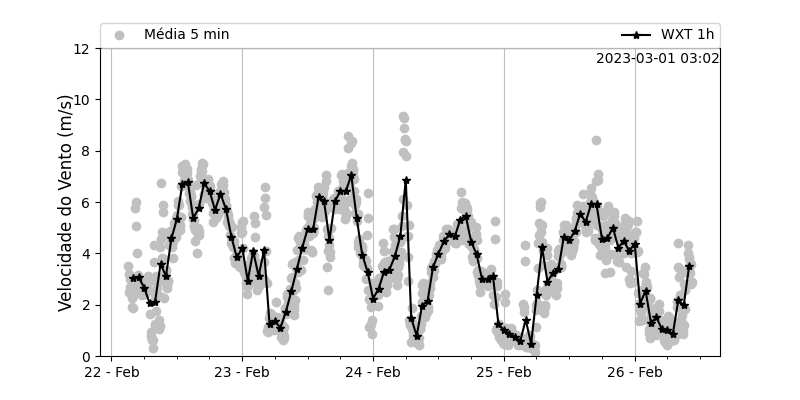 Média 5 min
WXT 1h
2023-03-01 03:02
Velocidade do Vento (m/s)
12
10
8
6
4
2
0
22 - Feb
23 - Feb
24 - Feb
25 - Feb
26 - Feb